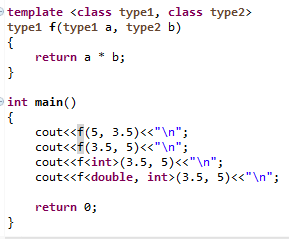 template <class type1, class type2>
type1 f(type1 a, type2 b)
{
    return a * b;
}
int main()
{
    cout<<f(5, 3.5)<<"\n";
    cout<<f(3.5, 5)<<"\n";
    cout<<f<int>(3.5, 5)<<"\n";
    cout<<f<double, int>(3.5, 5)<<"\n";
    return 0;
}